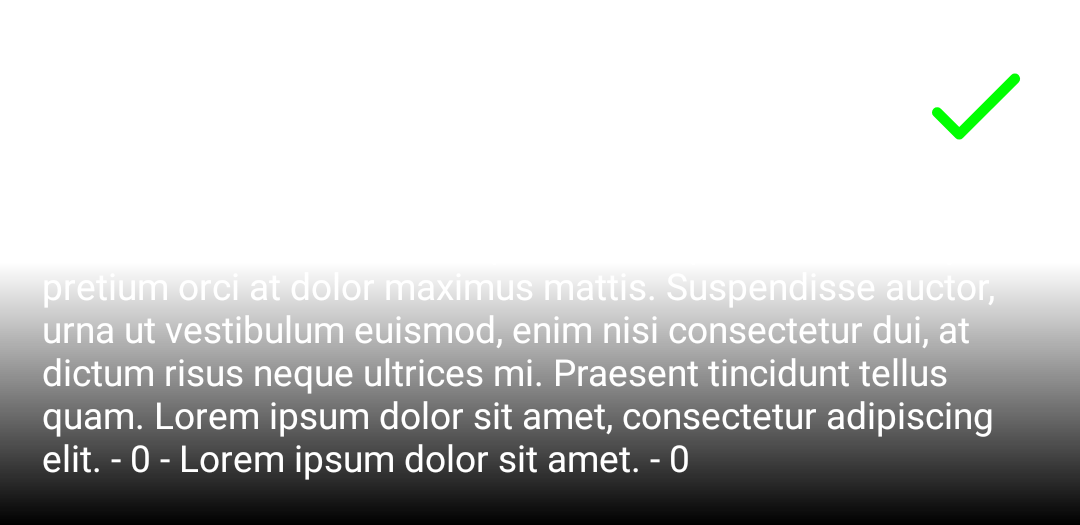 pretium orci at dolor maximus mattis. Suspendisse auctor,
urna ut vestibulum euismod, enim nisi consectetur dui, at
dictum risus neque ultrices mi. Praesent tincidunt tellus
quam. Lorem ipsum dolor sit amet, consectetur adipiscing
elit. - 0 - Lorem ipsum dolor sit amet. - 0